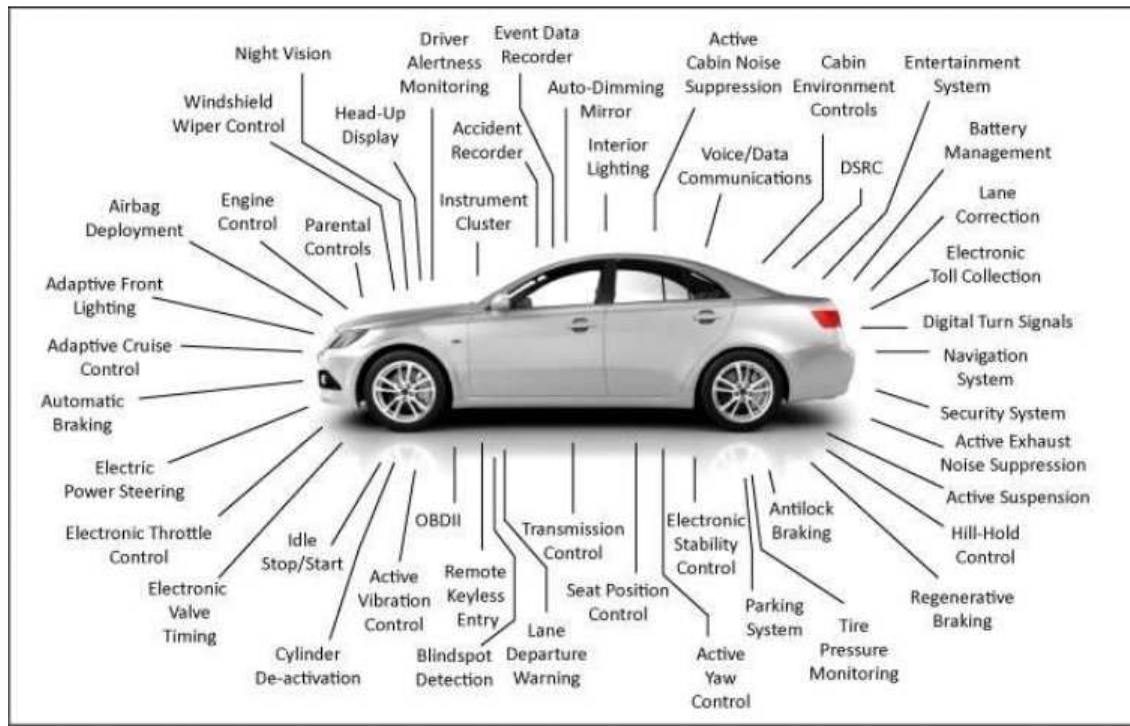 Night Vision
Driver
Alertness
Monitoring
Event Data
Recorder
Active
Cabin Noise
Suppression
Cabin
Environment
Controls
Entertainment
System
Windshield
Wiper Control
Head-Up
Display
Accident
Recorder
Auto-Dimming
Mirror
Interior
Lighting
Voice/Data
Communications
DSRC
Battery
Management
Airbag
Deployment
Engine
Control
Parental
Controls
Instrument
Cluster
Lane
Correction
Electronic
Toll Collection
Adaptive Front
Lighting
Digital Turn Signals
Adaptive Cruise
Control
Navigation
System
Automatic
Braking
Security System
Electric
Power Steering
Active Exhaust
Noise Suppression
Active Suspension
Electronic Throttle
Control
Idle
Stop/Start
OBDII
Transmission
Control
Electronic
Stability
Control
Antilock
Braking
Hill-Hold
Control
Electronic
Valve
Timing
Active
Vibration
Control
Remote
Keyless
Entry
Seat Position
Control
Parking
System
Regenerative
Braking
Cylinder
De-activation
Blindspot
Detection
Lane
Departure
Warning
Active
Yaw
Control
Tire
Pressure
Monitoring